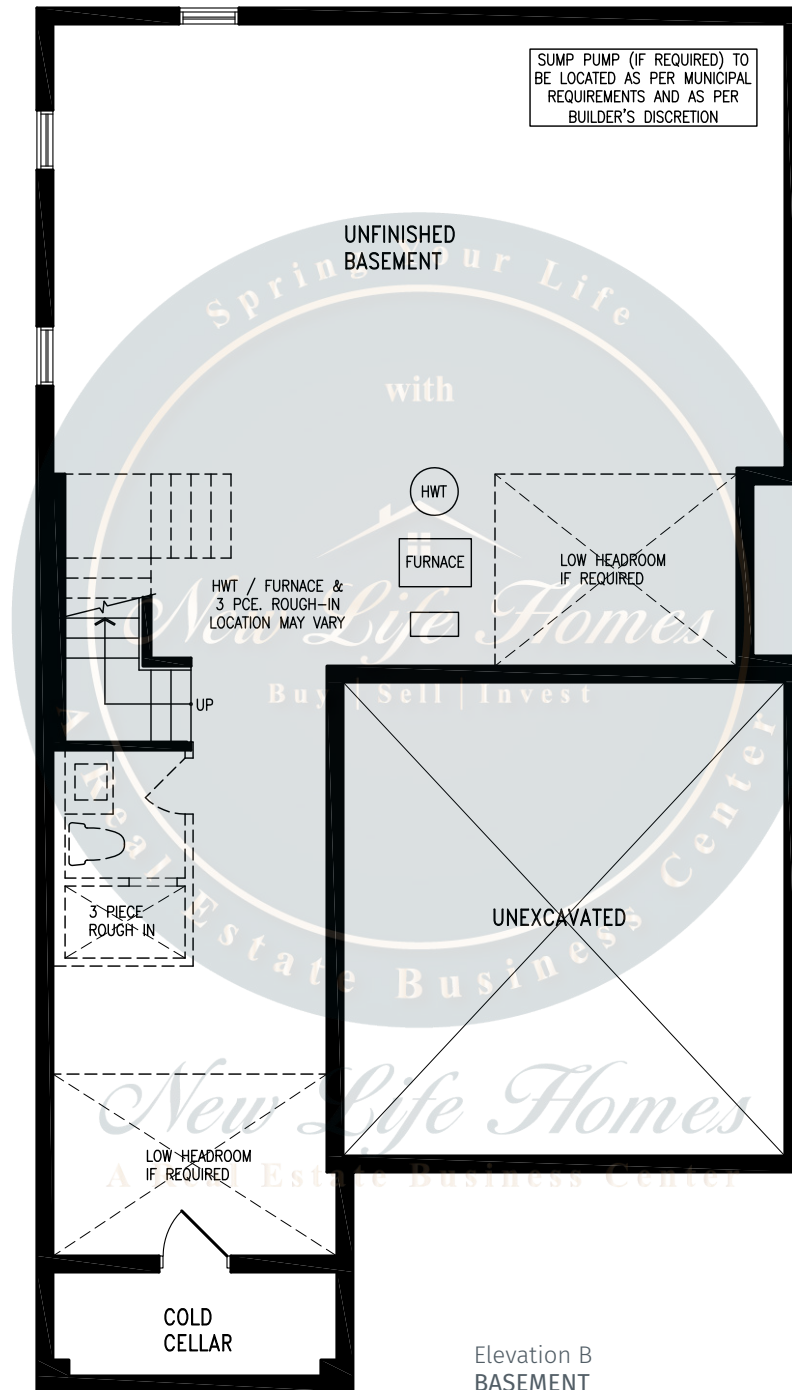 SUMP PUMP (IF REQUIRED) TO
BE LOCATED AS PER MUNICIPAL
REQUIREMENTS AND AS PER
BUILDER'S DISCRETION
UNFINISHED
BASEMENT
Spring Your Life
with
HWT
FURNACE
LOW HEADROOM
IF REQUIRED
HWT / FURNACE &
3 PCE. ROUGH-IN
LOCATION MAY VARY
New Life Homes
Buy | Sell | Invest
UP
A Real Estate Business Center
3 PIECE
ROUGH IN
UNEXCAVATED
New Life Homes
A Real Estate Business Center
LOW HEADROOM
IF REQUIRED
COLD
CELLAR
Elevation B
BASEMENT